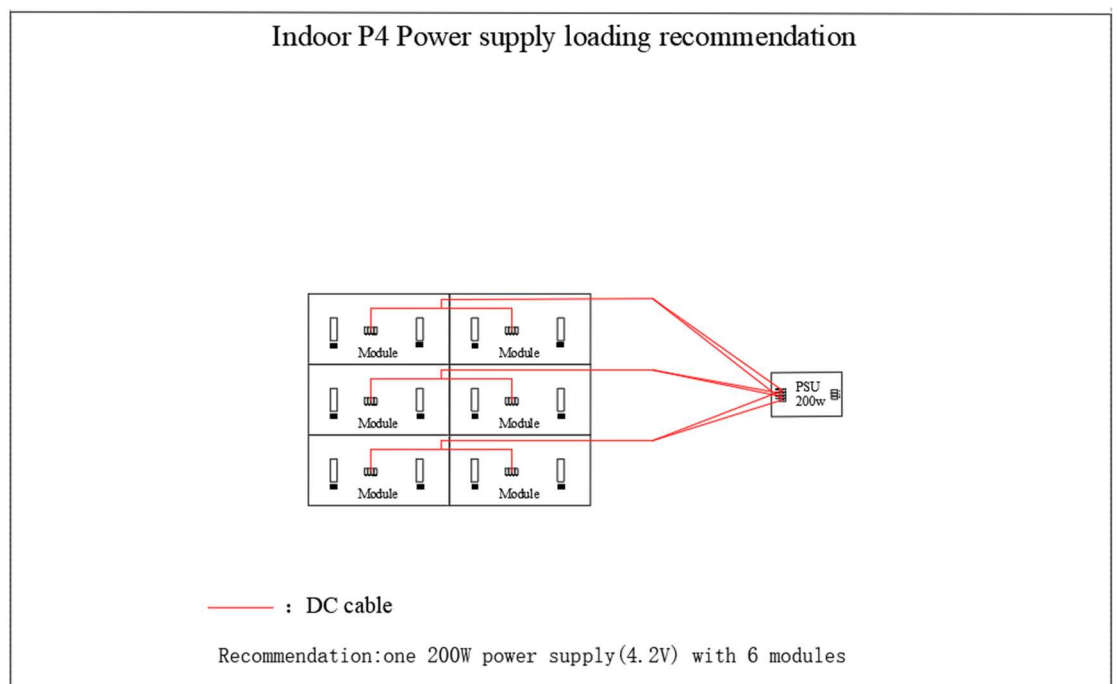 Indoor P4 Power supply loading recommendation
Module
Module
PSU
200w
Module
Module
Module
Module
: DC cable
Recommendation:one 200W power supply(4.2V) with 6 modules